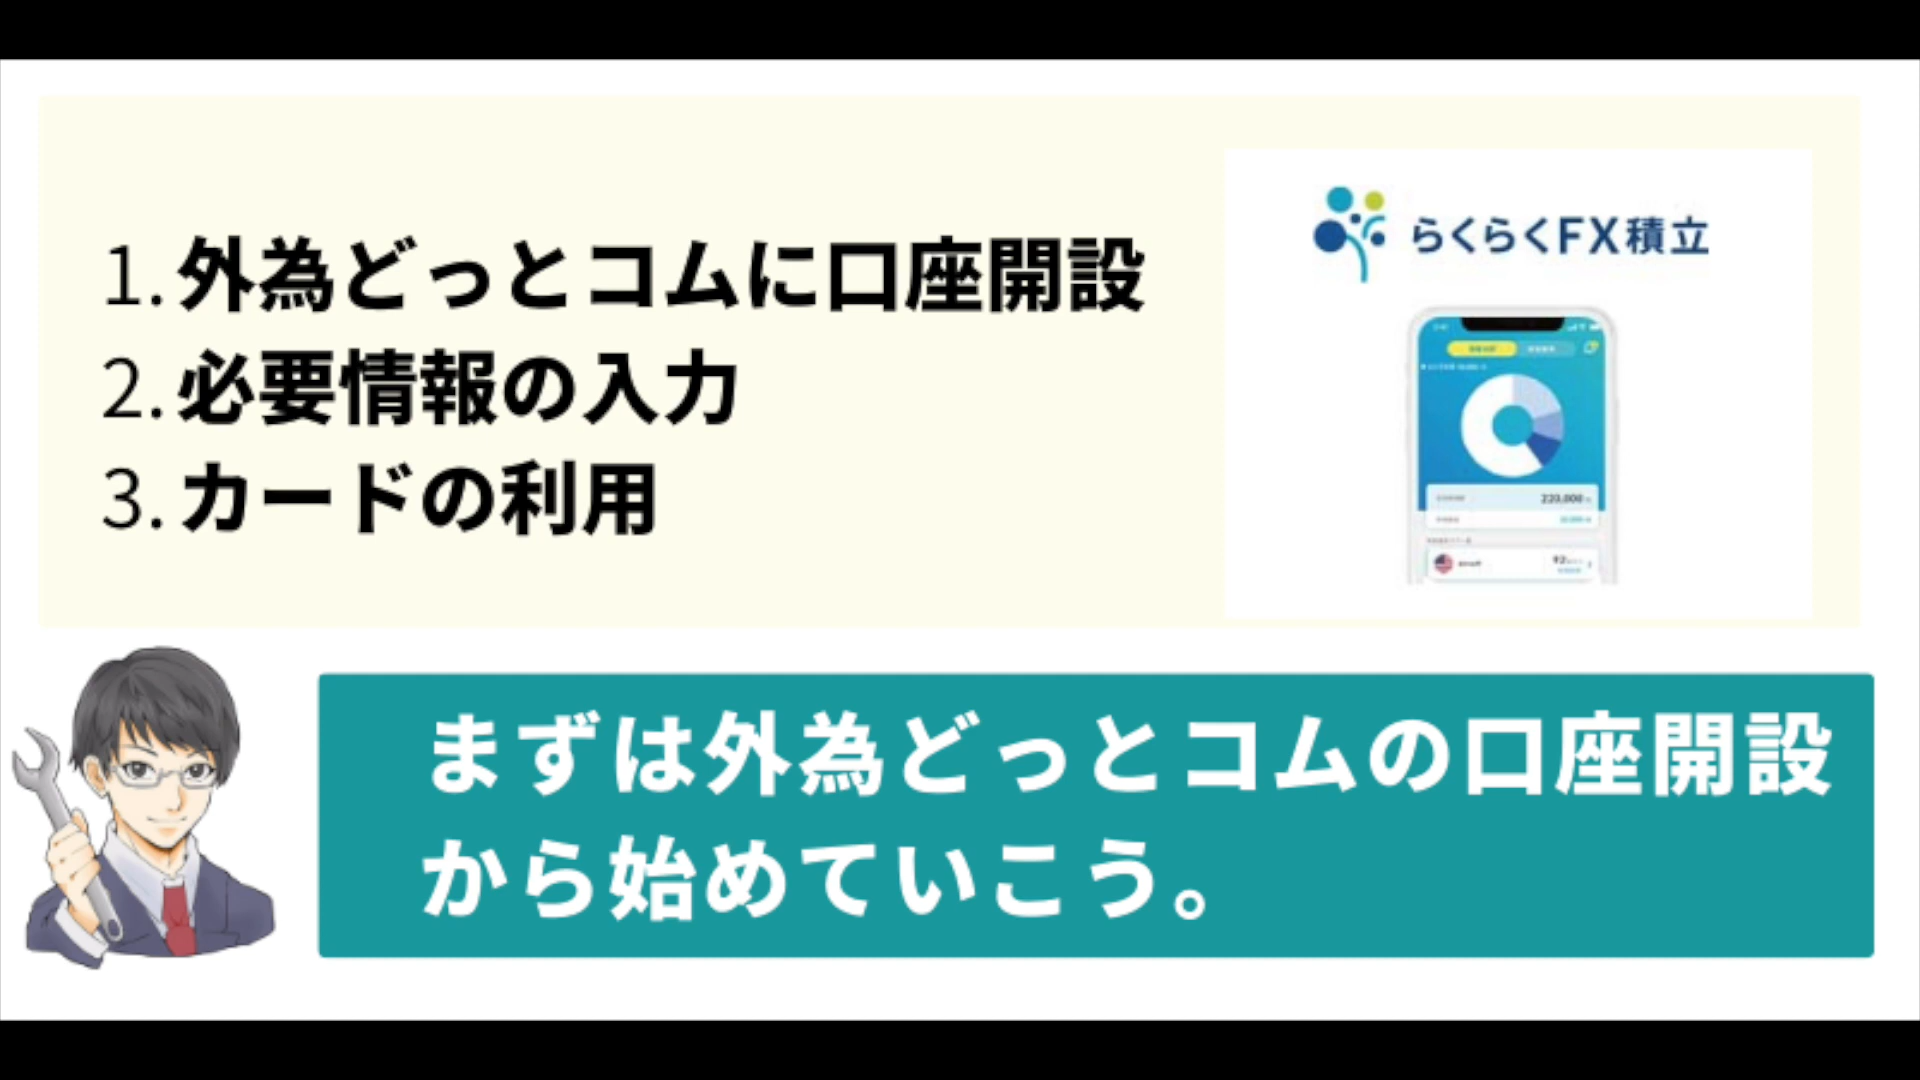 1. 外為どっとコムに口座開設
2. 必要情報の入力
3. カードの利用
らくらくFX積立
220,000
まずは外為どっとコムの口座開設
から始めていこう。